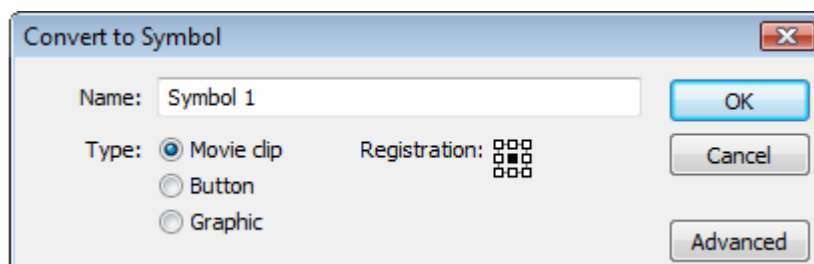 Convert to Symbol
Name: Symbol 1 OK
Type: Movie clip Registration: Cancel
Button
Graphic
Advanced